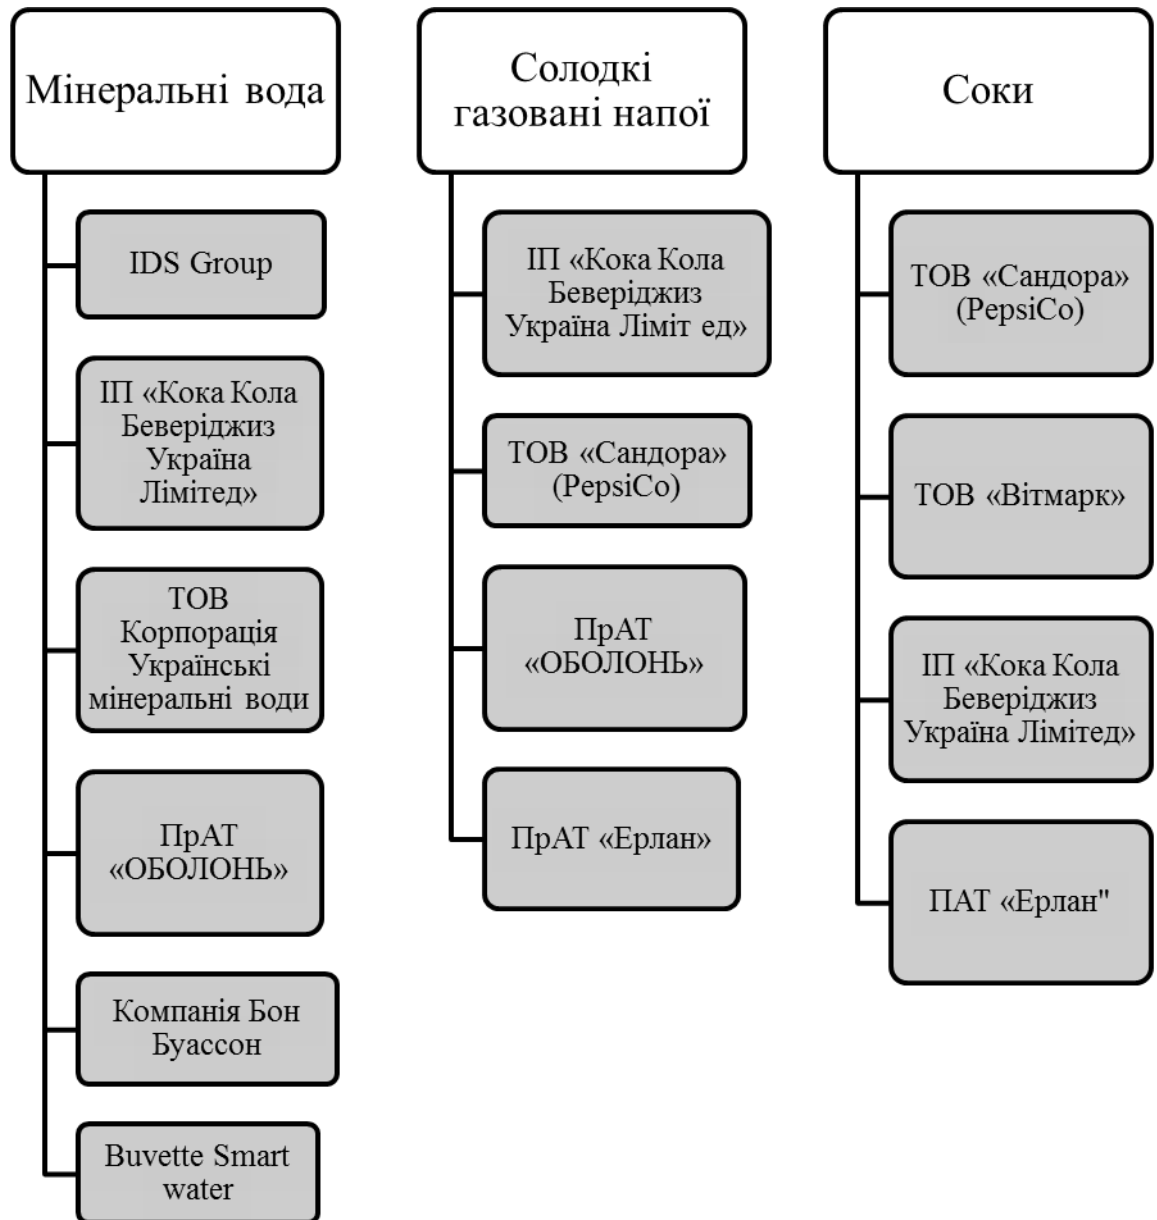 Мінеральні вода
IDS Group
ІП «Кока Кола
Беверіджиз
Україна
Лімітед»
ТОВ
Корпорація
Українські
мінеральні води
ПрАТ
«ОБОЛОНЬ»
Компанія Бон
Буассон
Buvette Smart
water
Солодкі
газовані напої
ІП «Кока Кола
Беверіджиз
Україна Ліміт ед»
ТОВ «Сандора»
(PepsiCo)
ПрАТ
«ОБОЛОНЬ»
ПрАТ «Ерлан»
Соки
ТОВ «Сандора»
(PepsiCo)
ТОВ «Вітмарк»
ІП «Кока Кола
Беверіджиз
Україна Лімітед»
ПАТ «Ерлан"